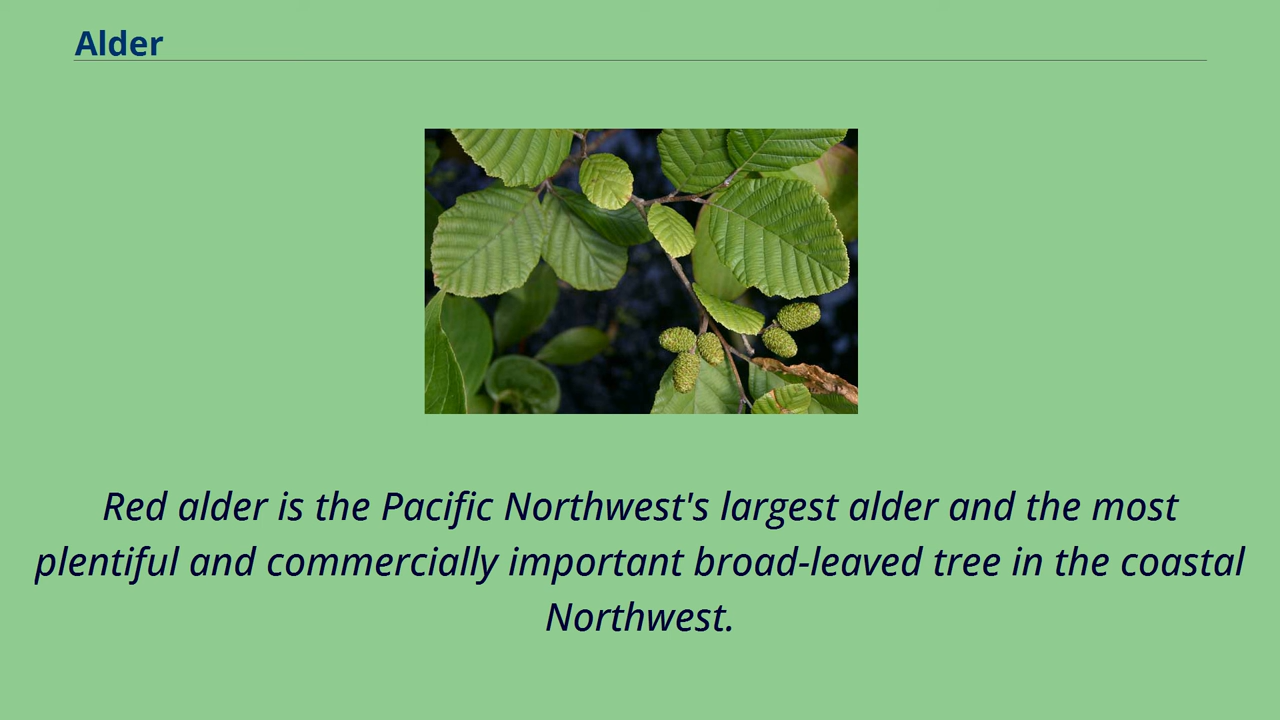 Alder
Red alder is the Pacific Northwest's largest alder and the most
plentiful and commercially important broad-leaved tree in the coastal
Northwest.